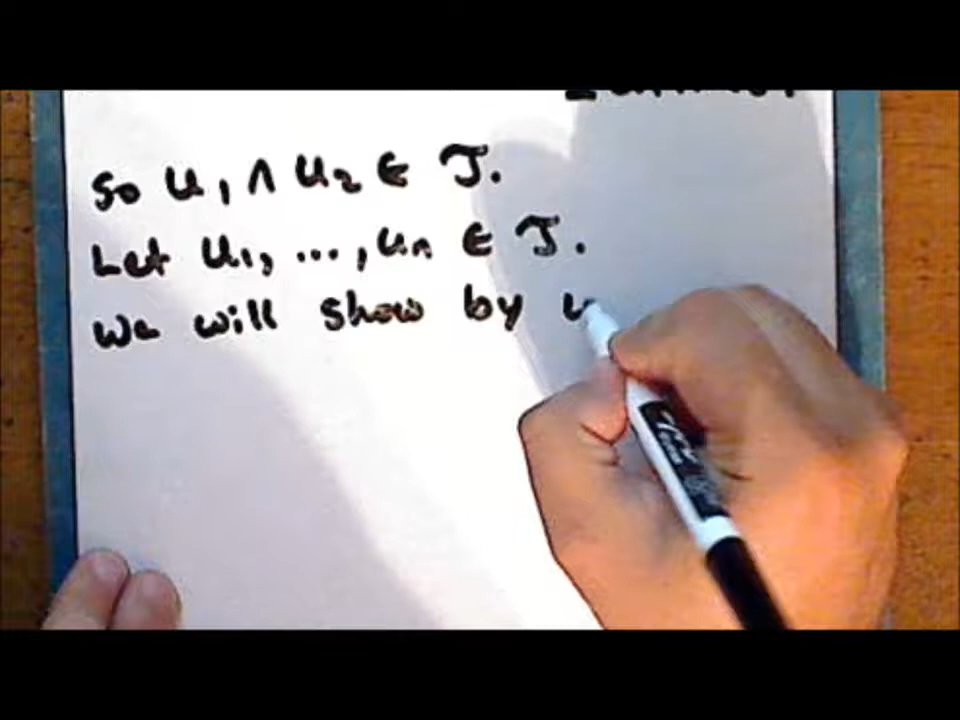 So U₁ ∩ U₂ ∈ 𝒯.
Let U₁, ..., Uₙ ∈ 𝒯.
We will show by